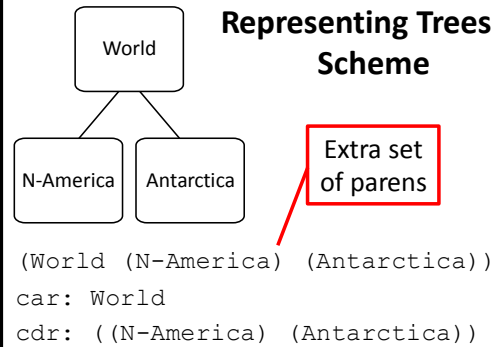 Representing Trees
Scheme
World
N-America
Antarctica
Extra set
of parens
(World (N-America) (Antarctica))
car: World
cdr: ((N-America) (Antarctica))